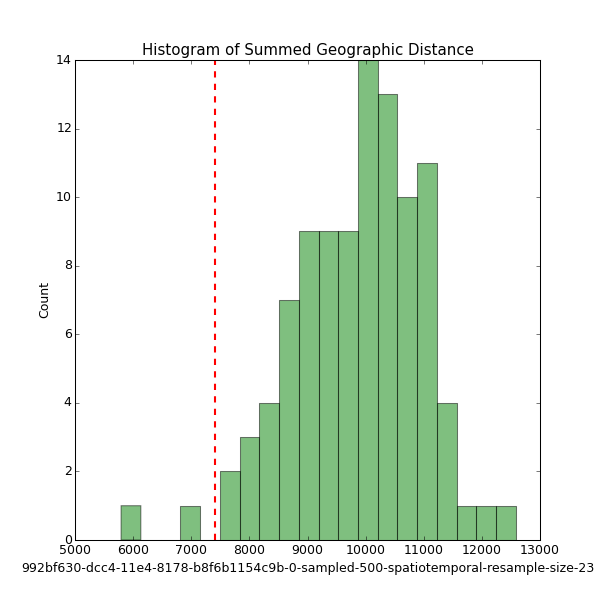 Histogram of Summed Geographic Distance
14
12
10
8
6
4
2
0
Count
5000 6000 7000 8000 9000 10000 11000 12000 13000
992bf630-dcc4-11e4-8178-b8f6b1154c9b-0-sampled-500-spatiotemporal-resample-size-23